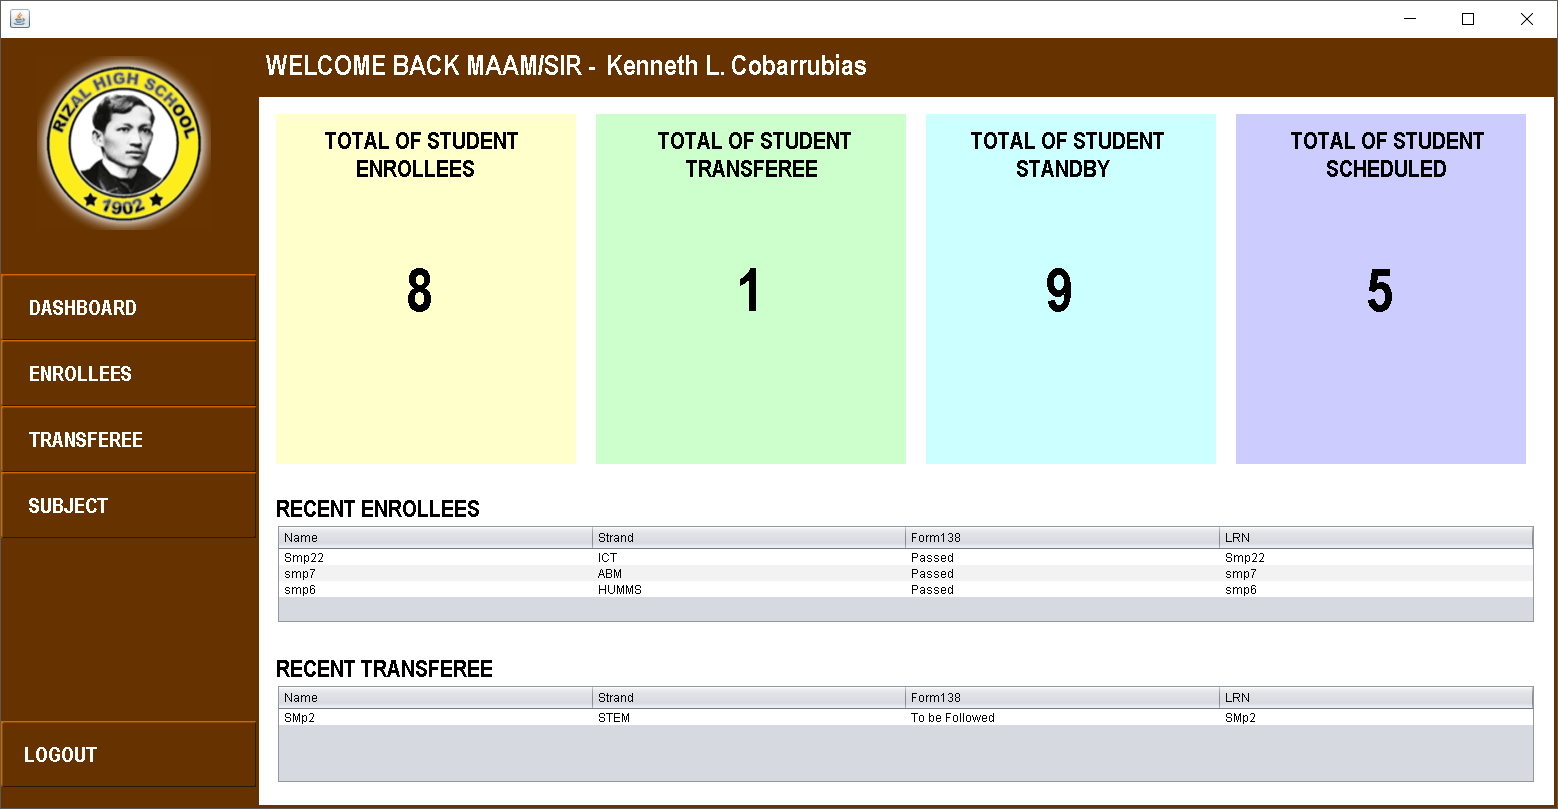 RIZAL HIGH SCHOOL
1902
WELCOME BACK MAAM/SIR - Kenneth L. Cobarrubias
DASHBOARD
ENROLLEES
TRANSFEREE
SUBJECT
LOGOUT
TOTAL OF STUDENT
ENROLLEES
8
TOTAL OF STUDENT
TRANSFEREE
1
TOTAL OF STUDENT
STANDBY
9
TOTAL OF STUDENT
SCHEDULED
5
RECENT ENROLLEES
Name Strand Form138 LRN
Smp22 ICT Passed Smp22
smp7 ABM Passed smp7
smp6 HUMMS Passed smp6
RECENT TRANSFEREE
Name Strand Form138 LRN
SMp2 STEM To be Followed SMp2